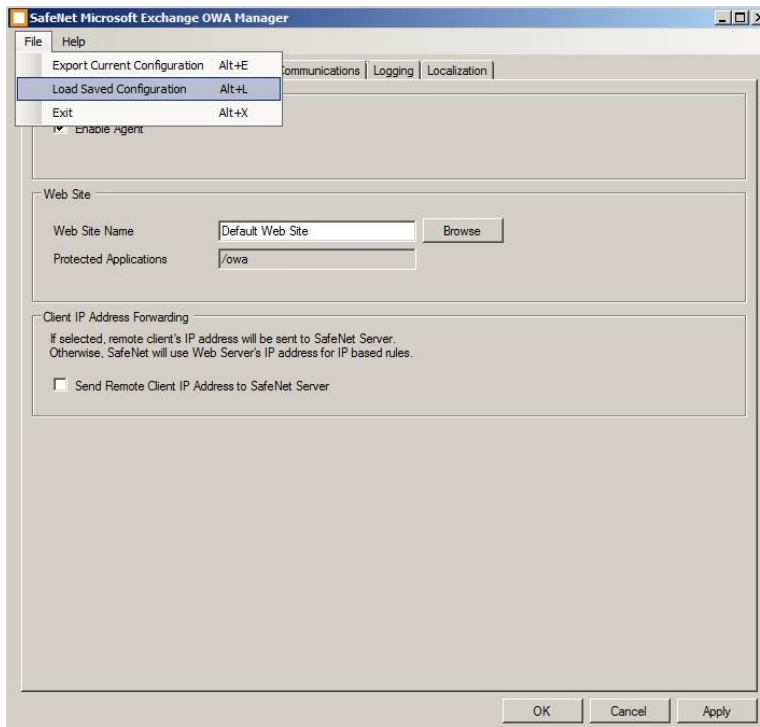 SafeNet Microsoft Exchange OWA Manager
File Help
Export Current Configuration Alt+E
Load Saved Configuration Alt+L
Exit Alt+X
Communications Logging Localization
Enable Agent
Web Site
Web Site Name Default Web Site Browse
Protected Applications /owa
Client IP Address Forwarding
If selected, remote client's IP address will be sent to SafeNet Server.
Otherwise, SafeNet will use Web Server's IP address for IP based rules.
Send Remote Client IP Address to SafeNet Server
OK Cancel Apply